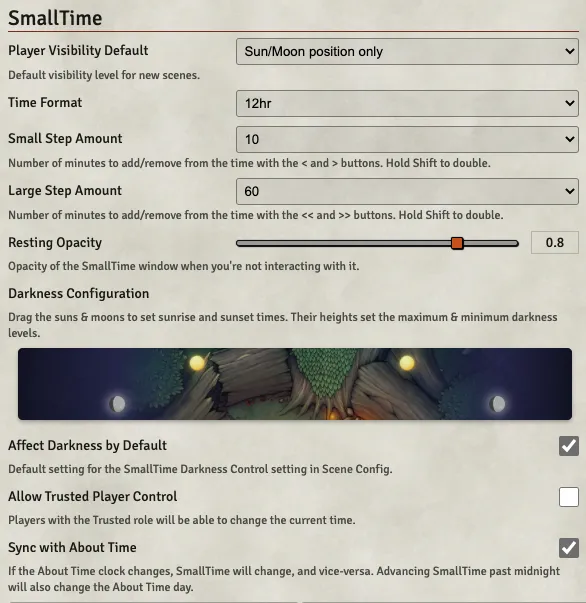 SmallTime
Player Visibility Default
Sun/Moon position only
Default visibility level for new scenes.
Time Format
12hr
Small Step Amount
10
Number of minutes to add/remove from the time with the < and > buttons. Hold Shift to double.
Large Step Amount
60
Number of minutes to add/remove from the time with the << and >> buttons. Hold Shift to double.
Resting Opacity
0.8
Opacity of the SmallTime window when you're not interacting with it.
Darkness Configuration
Drag the suns & moons to set sunrise and sunset times. Their heights set the maximum & minimum darkness
levels.
Affect Darkness by Default
Default setting for the SmallTime Darkness Control setting in Scene Config.
Allow Trusted Player Control
Players with the Trusted role will be able to change the current time.
Sync with About Time
If the About Time clock changes, SmallTime will change, and vice-versa. Advancing SmallTime past midnight
will also change the About Time day.